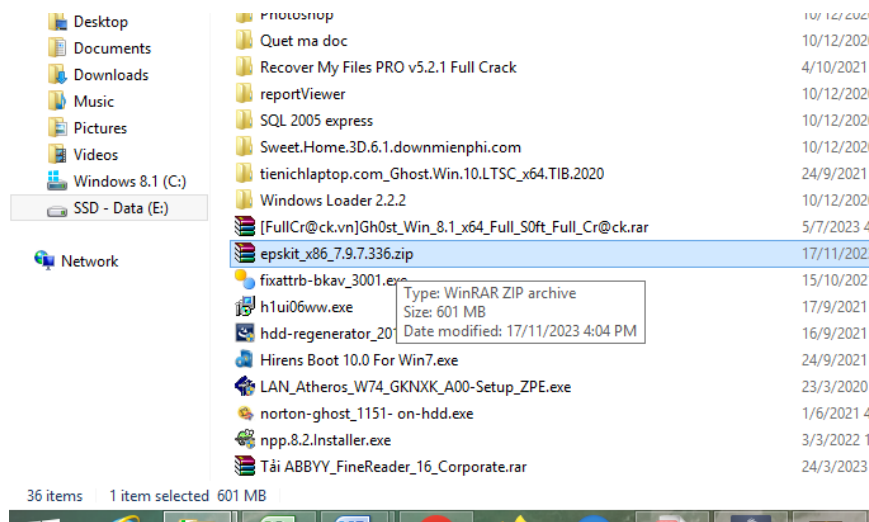 Desktop
Documents
Downloads
Music
Pictures
Videos
Windows 8.1 (C:)
SSD - Data (E:)
Network
Photoshop
Quet ma doc 10/12/202
Recover My Files PRO v5.2.1 Full Crack 4/10/2021
reportViewer 10/12/202
SQL 2005 express 10/12/202
Sweet.Home.3D.6.1.downmienphi.com 10/12/202
tienichlaptop.com_Ghost.Win.10.LTSC_x64.TIB.2020 24/9/2021
Windows Loader 2.2.2 10/12/202
[FullCr@ck.vn]Gh0st_Win_8.1_x64_Full_S0ft_Full_Cr@ck.rar 5/7/2023 4
epskit_x86_7.9.7.336.zip 17/11/202
fixattrb-bkav_3001.exe 15/10/202
Type: WinRAR ZIP archive
Size: 601 MB
Date modified: 17/11/2023 4:04 PM
h1ui06ww.exe 17/9/2021
hdd-regenerator_201 16/9/2021
Hirens Boot 10.0 For Win7.exe 24/9/2021
LAN_Atheros_W74_GKNXK_A00-Setup_ZPE.exe 23/3/2020
norton-ghost_1151- on-hdd.exe 1/6/2021 4
npp.8.2.Installer.exe 3/3/2022 1
Tải ABBYY_FineReader_16_Corporate.rar 24/3/2023
36 items 1 item selected 601 MB